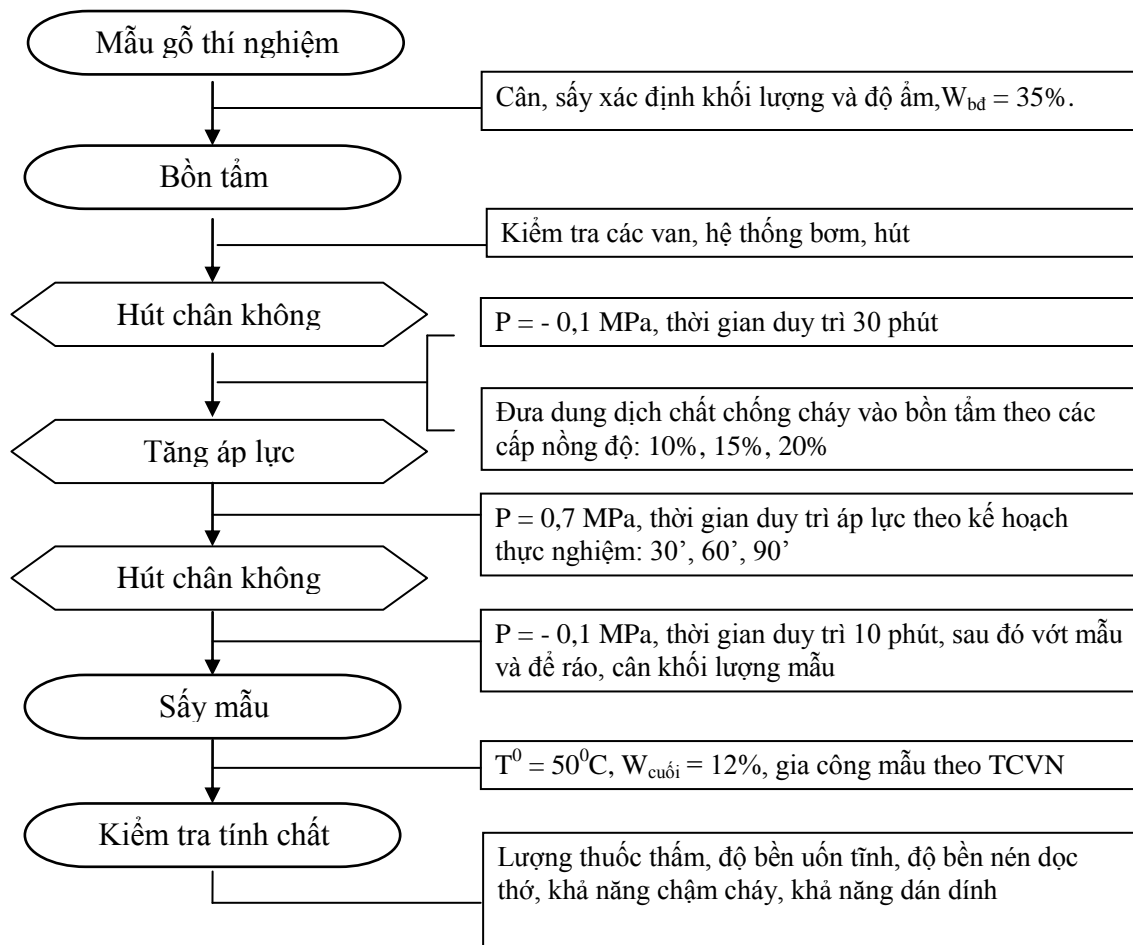 Mẫu gỗ thí nghiệm
Cân, sấy xác định khối lượng và độ ẩm,W_bđ = 35%.
Bồn tẩm
Kiểm tra các van, hệ thống bơm, hút
Hút chân không
P = - 0,1 MPa, thời gian duy trì 30 phút
Đưa dung dịch chất chống cháy vào bồn tẩm theo các
cấp nồng độ: 10%, 15%, 20%
Tăng áp lực
P = 0,7 MPa, thời gian duy trì áp lực theo kế hoạch
thực nghiệm: 30’, 60’, 90’
Hút chân không
P = - 0,1 MPa, thời gian duy trì 10 phút, sau đó vớt mẫu
và để ráo, cân khối lượng mẫu
Sấy mẫu
T⁰ = 50⁰C, W_cuối = 12%, gia công mẫu theo TCVN
Kiểm tra tính chất
Lượng thuốc thấm, độ bền uốn tĩnh, độ bền nén dọc
thớ, khả năng chậm cháy, khả năng dán dính